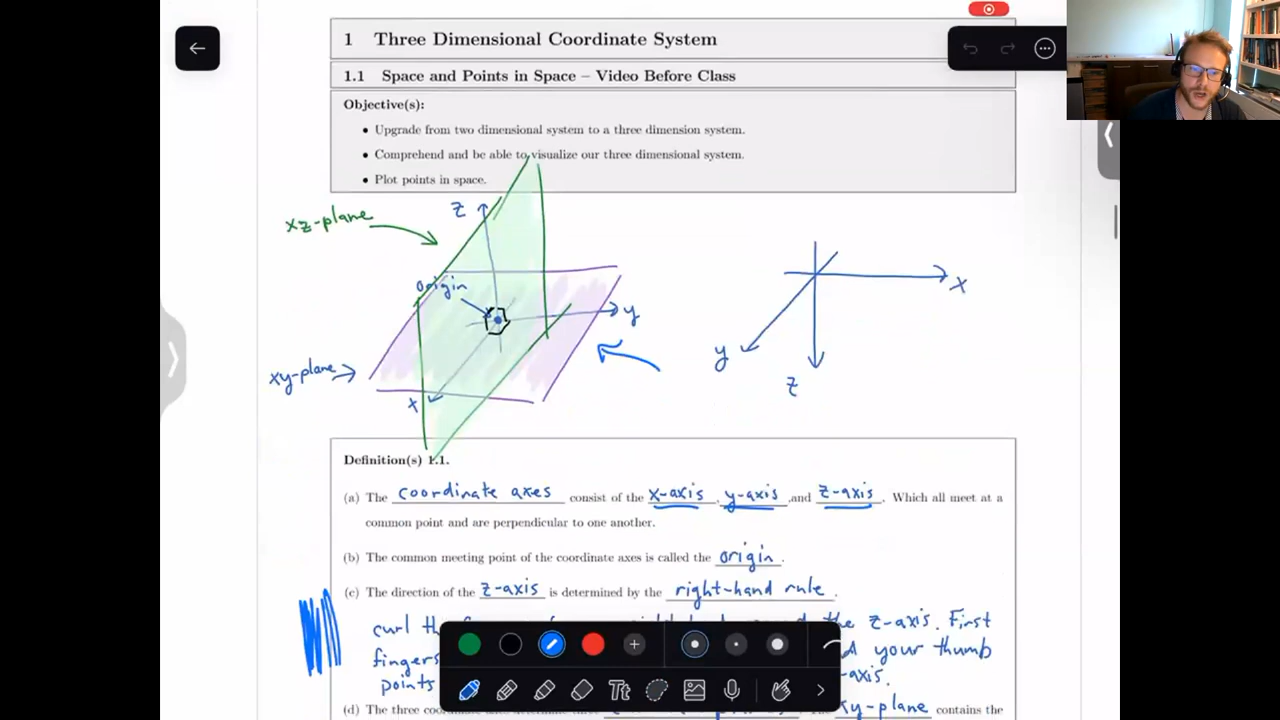 1 Three Dimensional Coordinate System
1.1 Space and Points in Space – Video Before Class
Objective(s):
• Upgrade from two dimensional system to a three dimension system.
• Comprehend and be able to visualize our three dimensional system.
• Plot points in space.
xz-plane
z
origin
y
xy-plane
x
x
y
z
Definition(s) 1.1.
(a) The coordinate axes consist of the x-axis, y-axis and z-axis. Which all meet at a
common point and are perpendicular to one another.
(b) The common meeting point of the coordinate axes is called the origin.
(c) The direction of the z-axis is determined by the right-hand rule.
curl the z-axis. First
fingers your thumb
points axis.
(d) The three xy-plane contains the
Tt